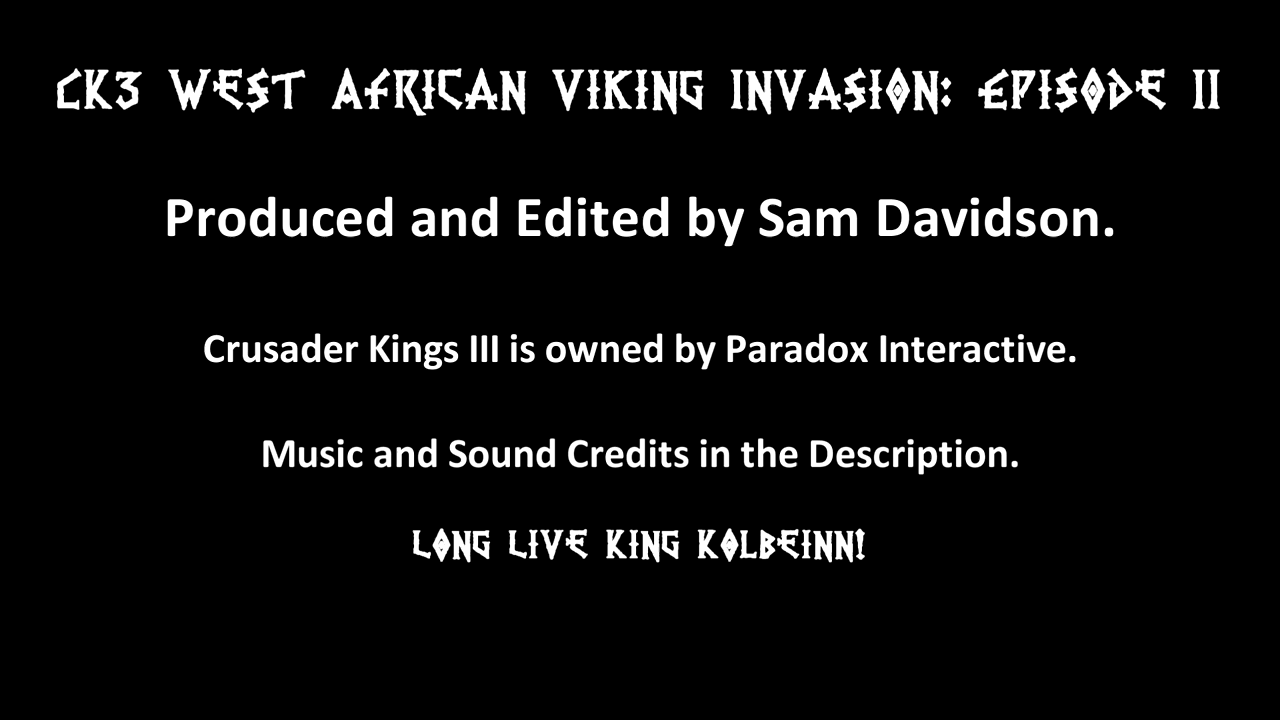 CK3 WEST AFRICAN VIKING INVASION: EPISODE II
Produced and Edited by Sam Davidson.
Crusader Kings III is owned by Paradox Interactive.
Music and Sound Credits in the Description.
LONG LIVE KING KOLBEINN!